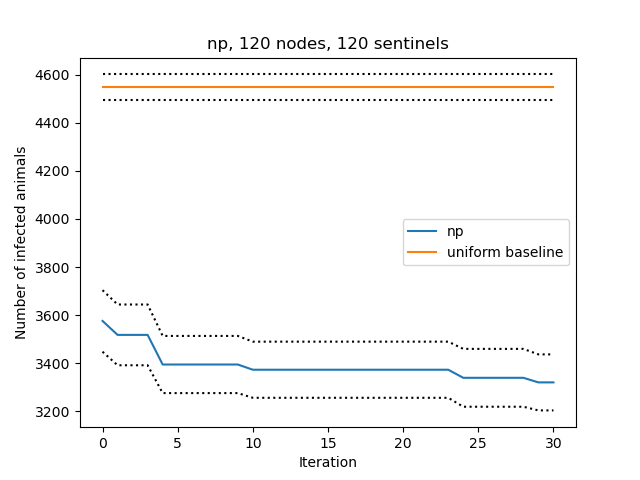 np, 120 nodes, 120 sentinels
4600
4400
4200
4000
3800
3600
3400
3200
Number of infected animals
np
uniform baseline
0 5 10 15 20 25 30
Iteration